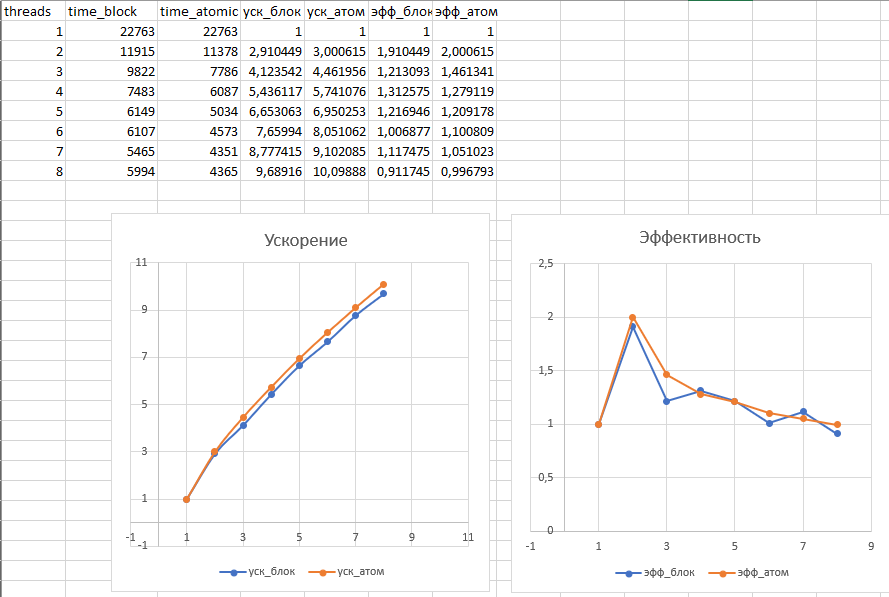 threads time_block time_atomic уск_блок уск_атом эфф_блок эфф_атом
1 22763 22763 1 1 1 1
2 11915 11378 2,910449 3,000615 1,910449 2,000615
3 9822 7786 4,123542 4,461956 1,213093 1,461341
4 7483 6087 5,436117 5,741076 1,312575 1,279119
5 6149 5034 6,653063 6,950253 1,216946 1,209178
6 6107 4573 7,65994 8,051062 1,006877 1,100809
7 5465 4351 8,777415 9,102085 1,117475 1,051023
8 5994 4365 9,68916 10,09888 0,911745 0,996793
Ускорение
11
9
7
5
3
1
-1
-1 1 3 5 7 9 11
уск_блок уск_атом
Эффективность
2,5
2
1,5
1
0,5
0
-1 1 3 5 7 9
эфф_блок эфф_атом